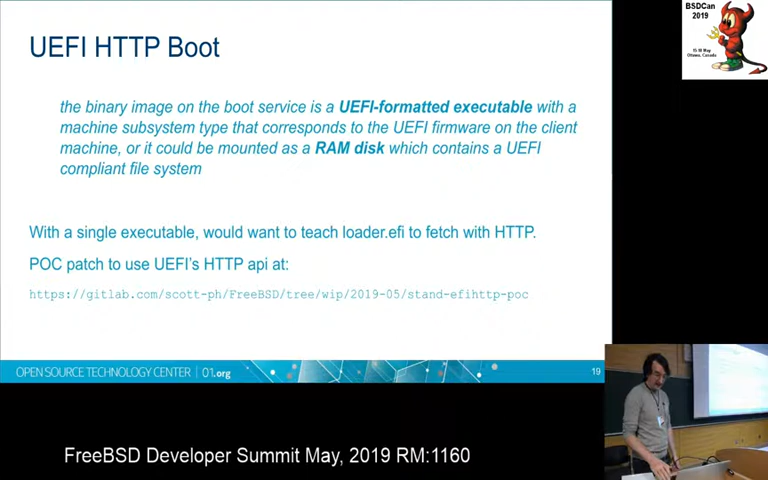 BSDCan
2019
15-18 May
Ottawa, Canada
UEFI HTTP Boot
the binary image on the boot service is a UEFI-formatted executable with a
machine subsystem type that corresponds to the UEFI firmware on the client
machine, or it could be mounted as a RAM disk which contains a UEFI
compliant file system
With a single executable, would want to teach loader.efi to fetch with HTTP.
POC patch to use UEFI's HTTP api at:
https://gitlab.com/scott-ph/FreeBSD/tree/wip/2019-05/stand-efihttp-poc
OPEN SOURCE TECHNOLOGY CENTER | 01.org
19
FreeBSD Developer Summit May, 2019 RM:1160